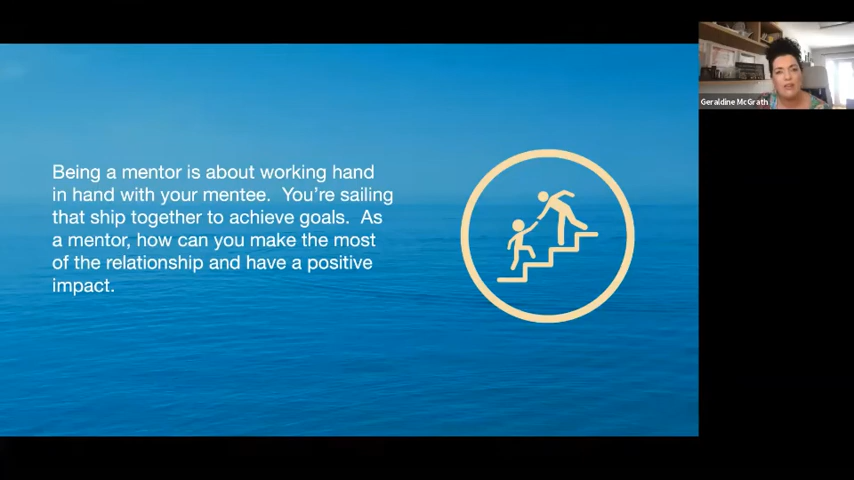 Being a mentor is about working hand
in hand with your mentee.  You're sailing
that ship together to achieve goals.  As
a mentor, how can you make the most
of the relationship and have a positive
impact.
Geraldine McGrath